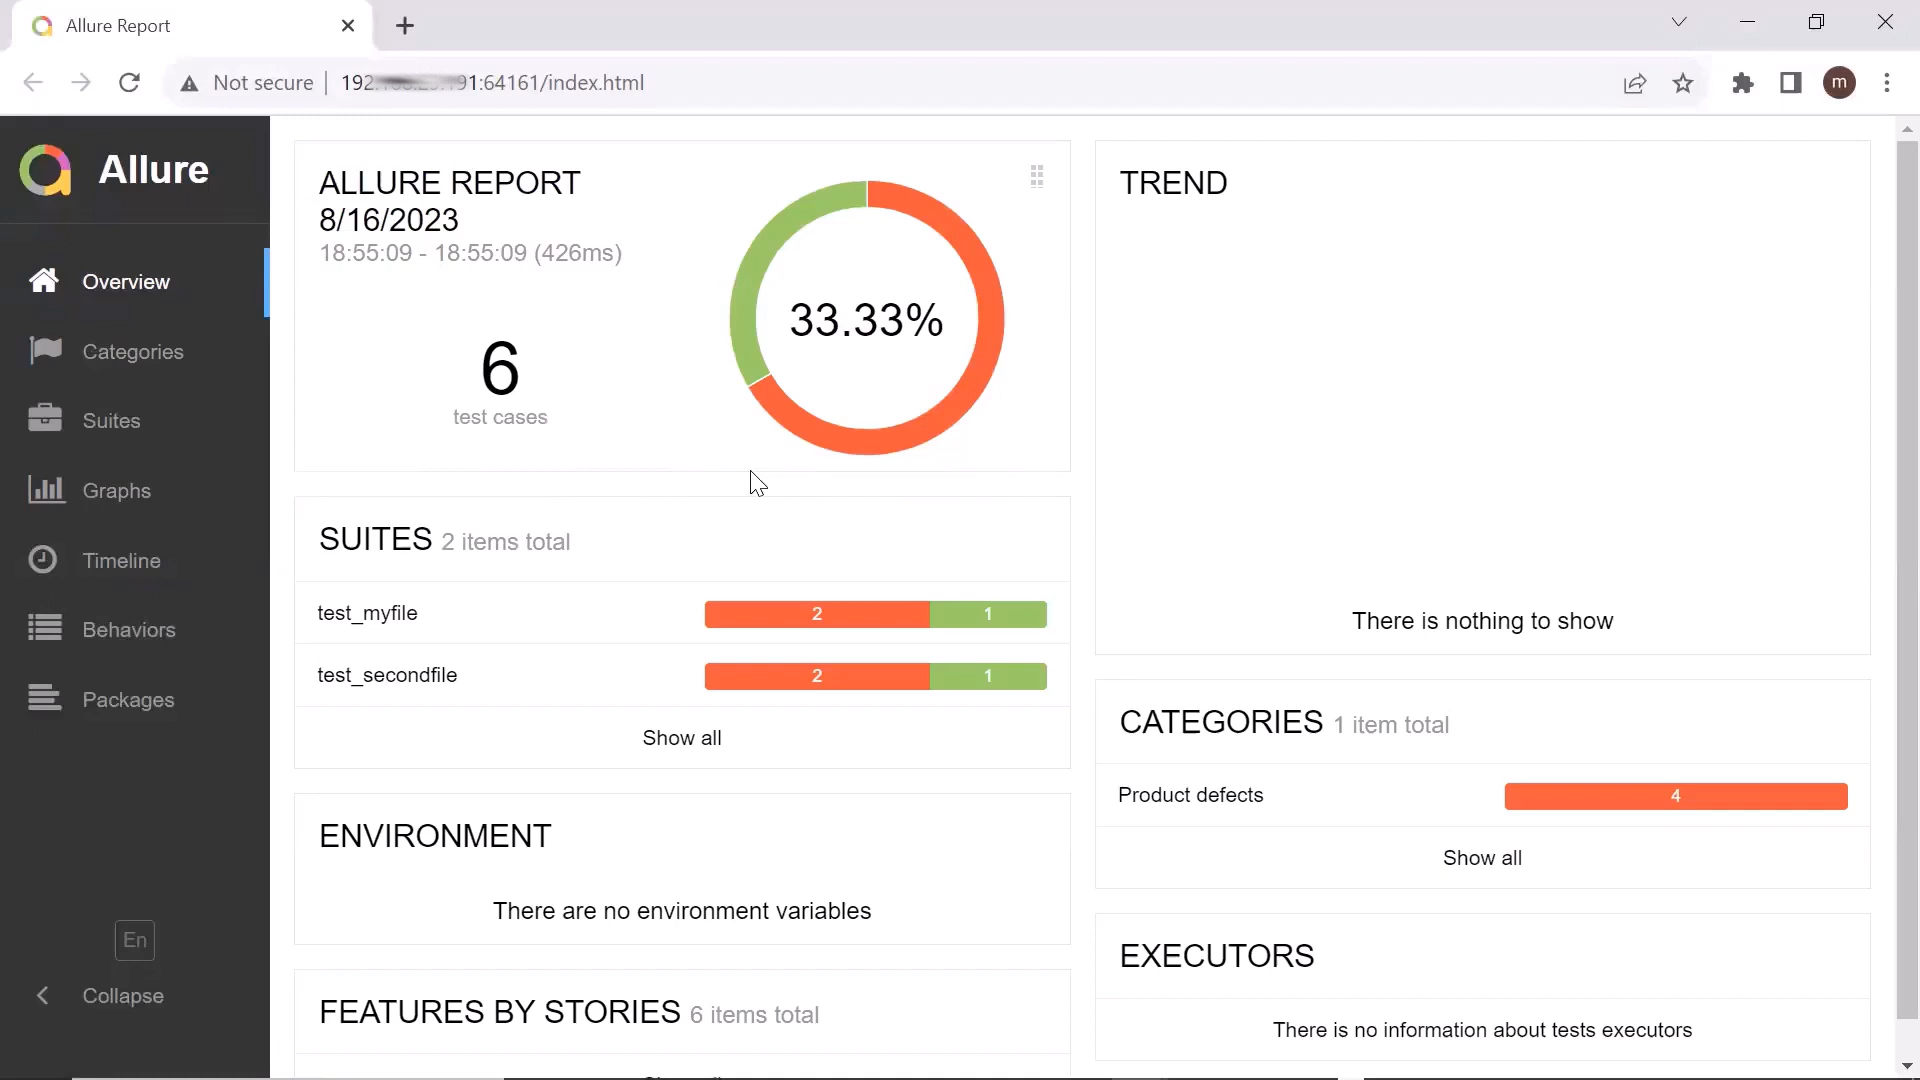 Allure Report
Not secure
:64161/index.html
m
Allure
Overview
Categories
Suites
Graphs
Timeline
Behaviors
Packages
En
Collapse
ALLURE REPORT
8/16/2023
18:55:09 - 18:55:09 (426ms)
6
test cases
33.33%
SUITES 2 items total
test_myfile 2 1
test_secondfile 2 1
Show all
ENVIRONMENT
There are no environment variables
FEATURES BY STORIES 6 items total
TREND
There is nothing to show
CATEGORIES 1 item total
Product defects 4
Show all
EXECUTORS
There is no information about tests executors